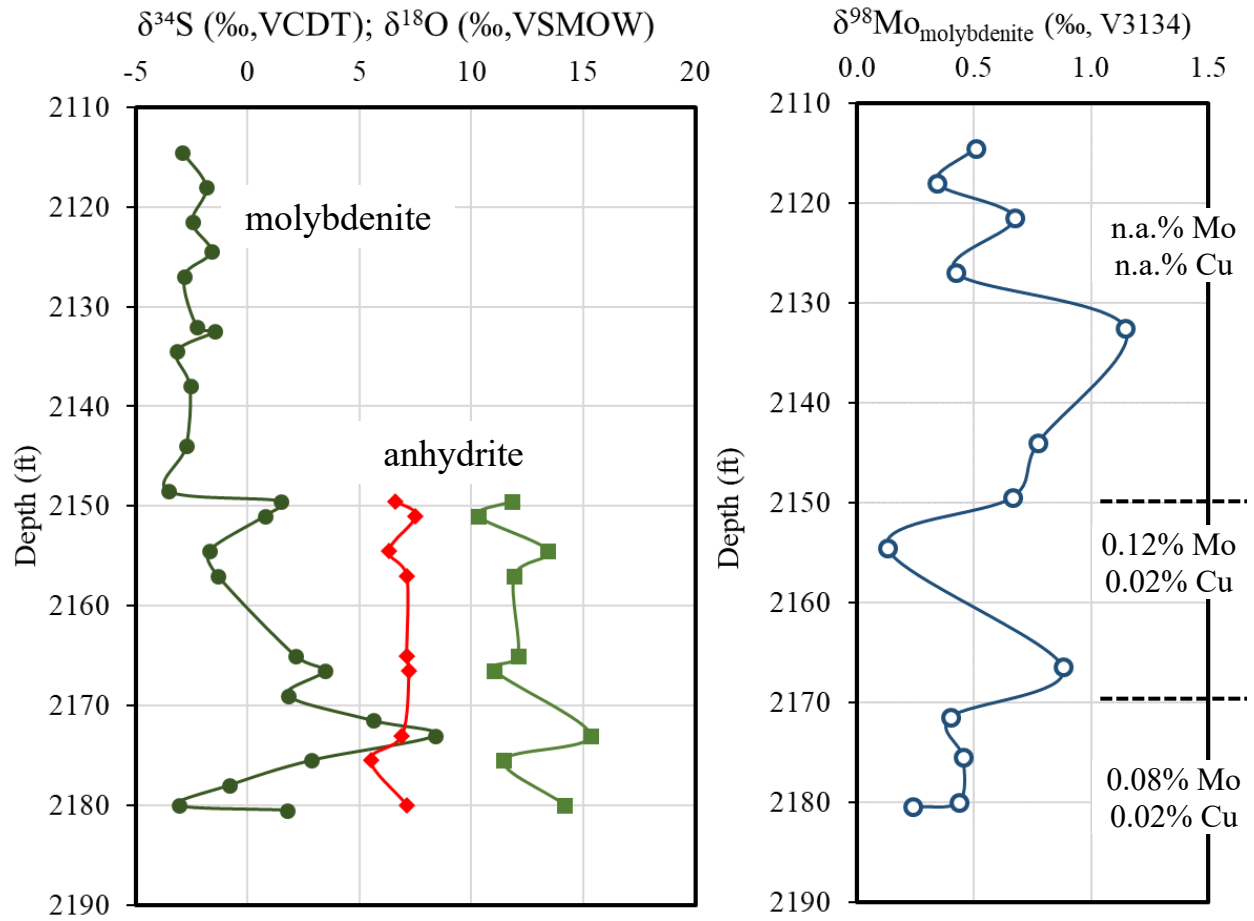 δ³⁴S (‰,VCDT); δ¹⁸O (‰,VSMOW)
-5 0 5 10 15 20
2110
2120
2130
2140
2150
2160
2170
2180
2190
Depth (ft)
molybdenite
anhydrite
δ⁹⁸Moₘₒₗᵧbdenite (‰, V3134)
0.0 0.5 1.0 1.5
2110
2120
2130
2140
2150
2160
2170
2180
2190
Depth (ft)
n.a.% Mo
n.a.% Cu
0.12% Mo
0.02% Cu
0.08% Mo
0.02% Cu